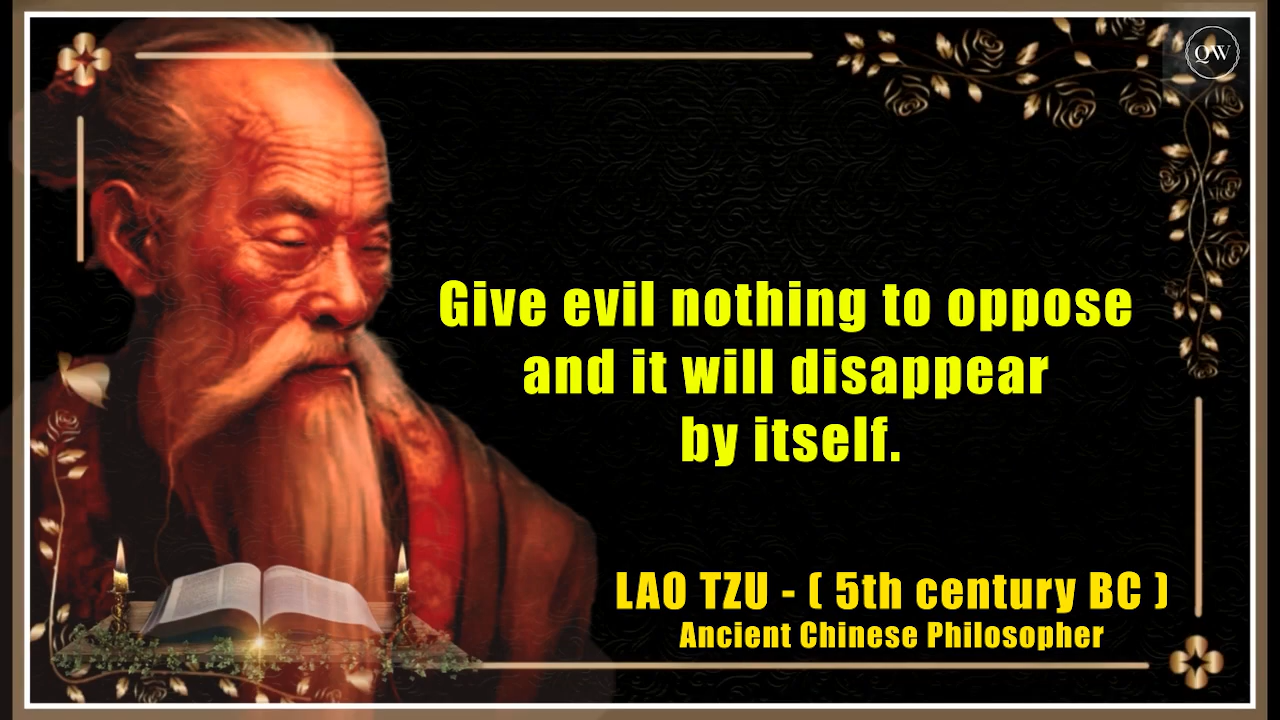 QW
Give evil nothing to oppose
and it will disappear
by itself.
LAO TZU - ( 5th century BC )
Ancient Chinese Philosopher